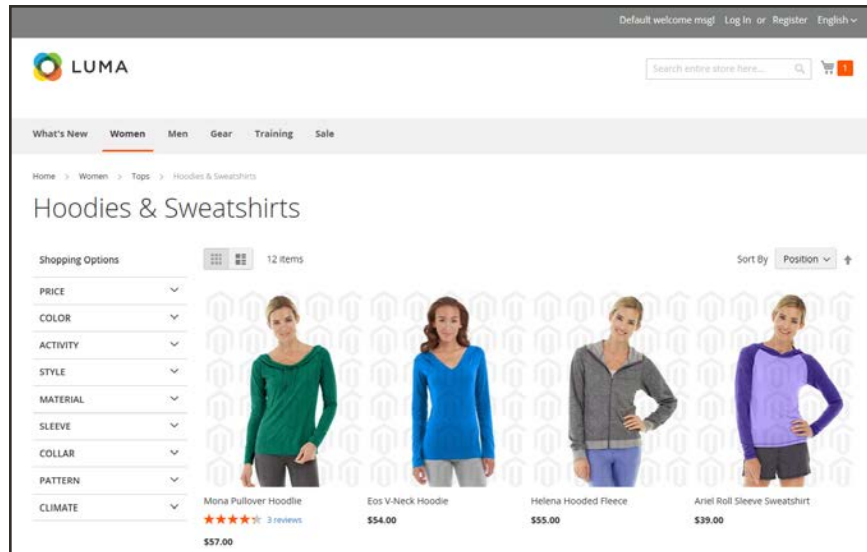 Default welcome msg! Log In or Register English
LUMA
Search entire store here...
1
What's New Women Men Gear Training Sale
Home > Women > Tops > Hoodies & Sweatshirts
Hoodies & Sweatshirts
Shopping Options
12 items
Sort By Position
PRICE
COLOR
ACTIVITY
STYLE
MATERIAL
SLEEVE
COLLAR
PATTERN
CLIMATE
Mona Pullover Hoodlie
3 reviews
$57.00
Eos V-Neck Hoodie
$54.00
Helena Hooded Fleece
$55.00
Ariel Roll Sleeve Sweatshirt
$39.00